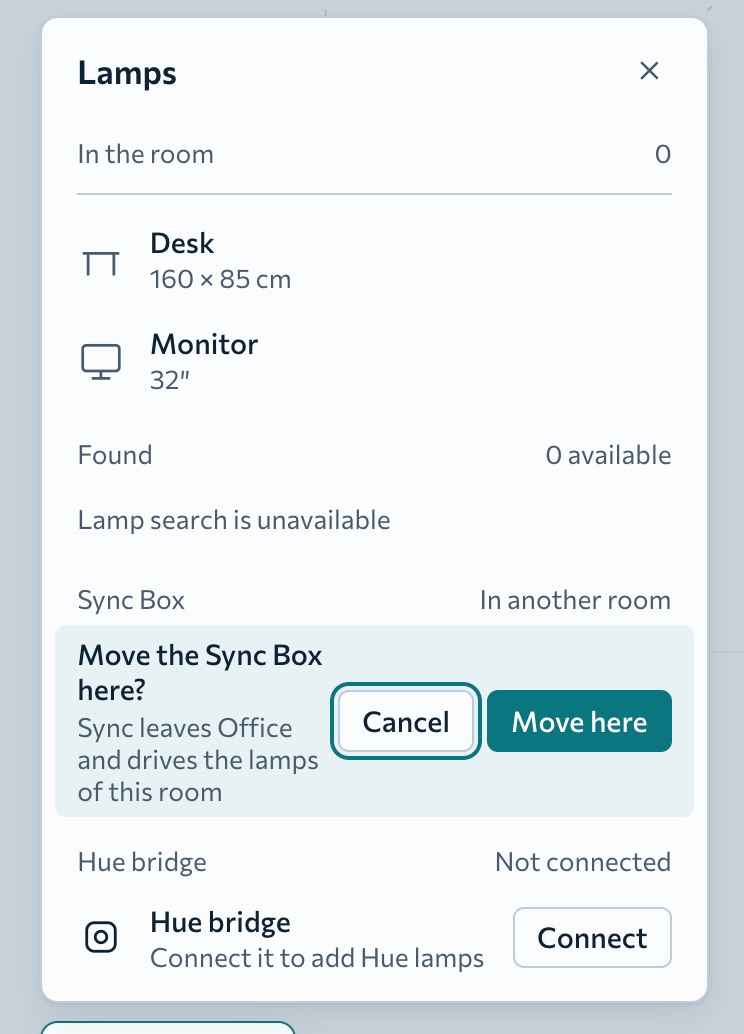 Lamps
In the room 0
Desk
160 × 85 cm
Monitor
32″
Found 0 available
Lamp search is unavailable
Sync Box In another room
Move the Sync Box
here?
Sync leaves Office
and drives the lamps
of this room
Cancel Move here
Hue bridge Not connected
Hue bridge
Connect it to add Hue lamps
Connect